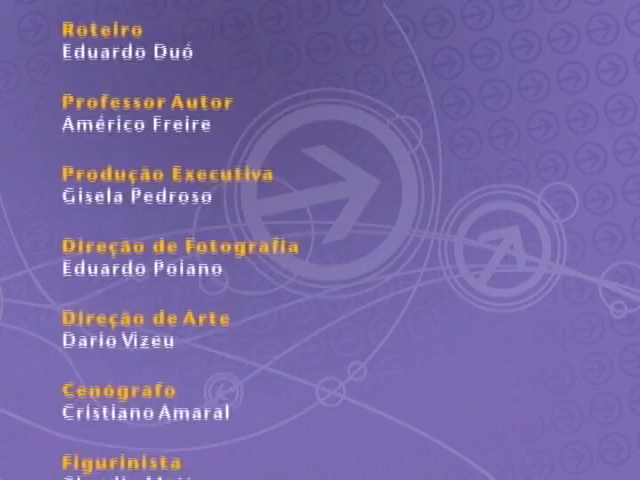 Roteiro
Eduardo Duó
Professor Autor
Américo Freire
Produção Executiva
Gisela Pedroso
Direção de Fotografia
Eduardo Poiano
Direção de Arte
Dario Vizeu
Cenógrafo
Cristiano Amaral
Figurinista